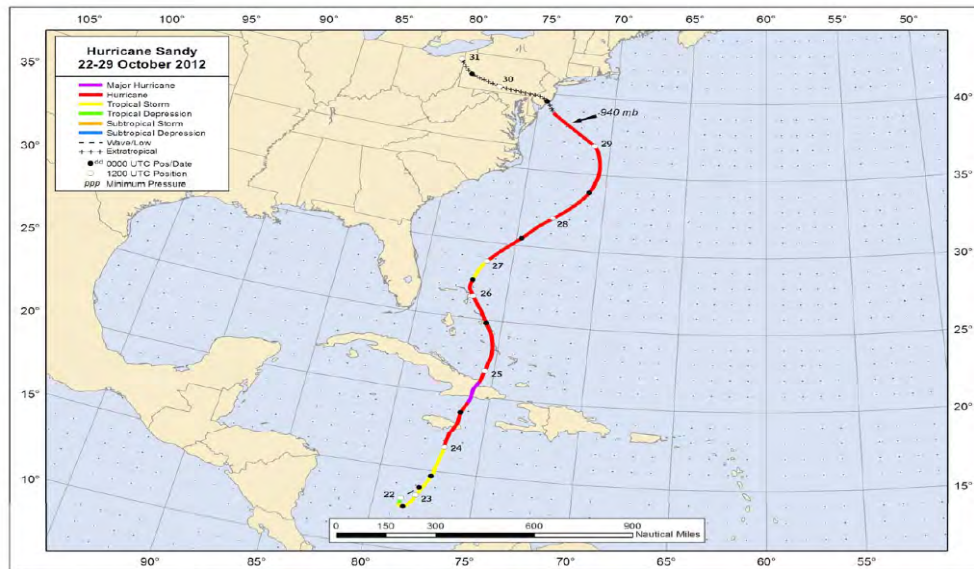 105° 95° 90° 85° 80° 75° 70° 65° 60° 55° 50°
Hurricane Sandy
22-29 October 2012
Major Hurricane
Hurricane
Tropical Storm
Tropical Depression
Subtropical Storm
Subtropical Depression
Wave/Low
Extratropical
00 0000 UTC Pos/Date
1200 UTC Position
ppp Minimum Pressure
31
30
940 mb
29
28
27
26
25
24
22
23
35°
30°
25°
20°
15°
10°
40°
35°
30°
25°
20°
15°
0 150 300 600 900
Nautical Miles
90° 85° 80° 75° 70° 65° 60° 55°